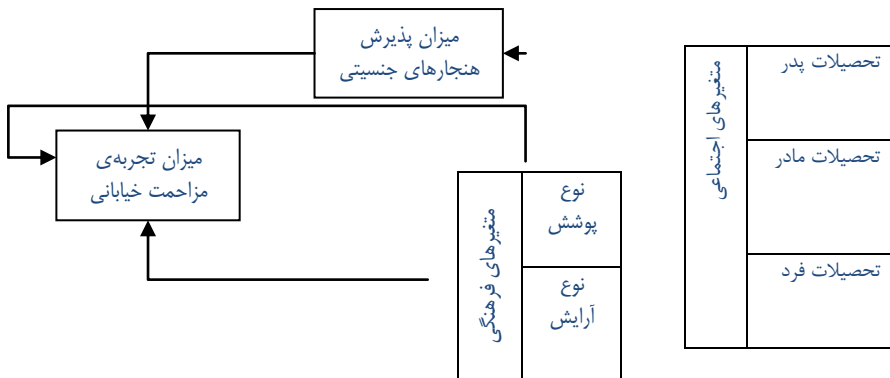 میزان پذیرش
هنجارهای جنسیتی
میزان تجربه‌ی
مزاحمت خیابانی
متغیرهای اجتماعی
تحصیلات پدر
تحصیلات مادر
تحصیلات فرد
متغیرهای فرهنگی
نوع
پوشش
نوع
آرایش